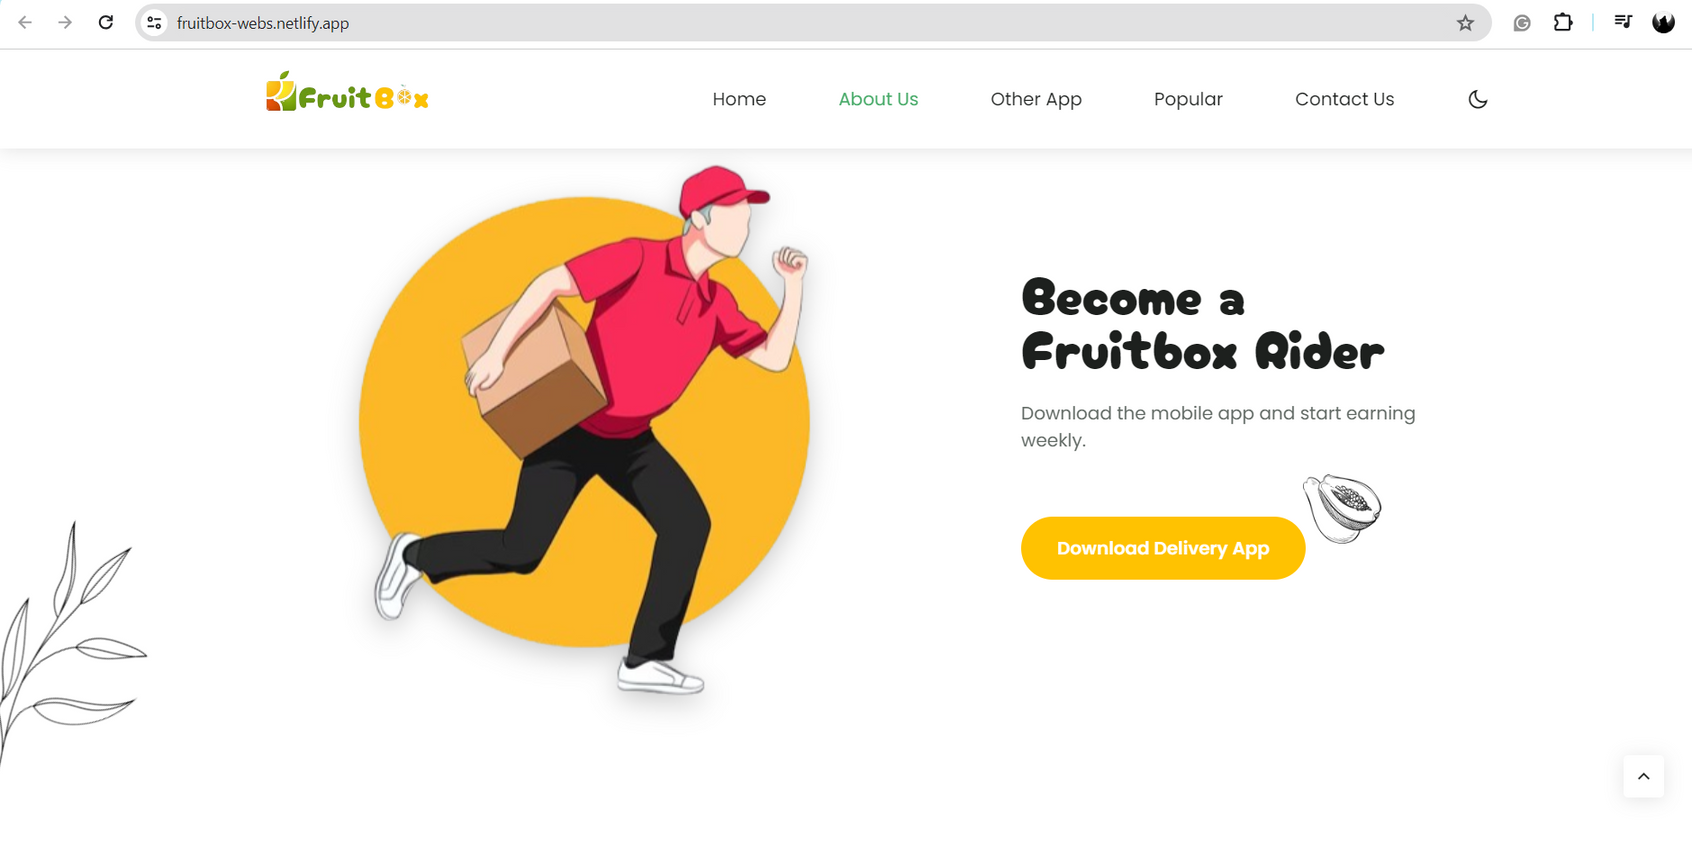 fruitbox-webs.netlify.app
FruitBox
Home About Us Other App Popular Contact Us
Become a
Fruitbox Rider
Download the mobile app and start earning
weekly.
Download Delivery App